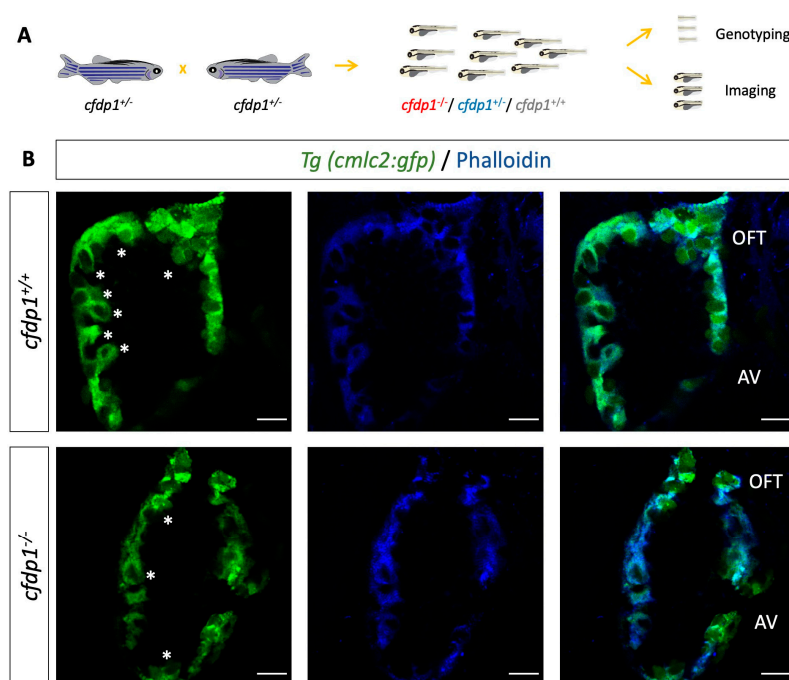 A
x
cfdp1+/-
cfdp1+/-
cfdp1-/-/ cfdp1+/-/ cfdp1+/+
Genotyping
Imaging
B
Tg (cmlc2:gfp) / Phalloidin
cfdp1+/+
* * * * * * *
OFT
AV
cfdp1-/-
* * *
OFT
AV